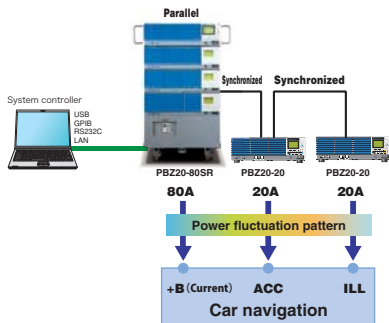 Parallel
Synchronized
Synchronized
System controller
USB
GPIB
RS232C
LAN
PBZ20-80SR
PBZ20-20
PBZ20-20
80A
20A
20A
Power fluctuation pattern
+B (Current)
ACC
ILL
Car navigation